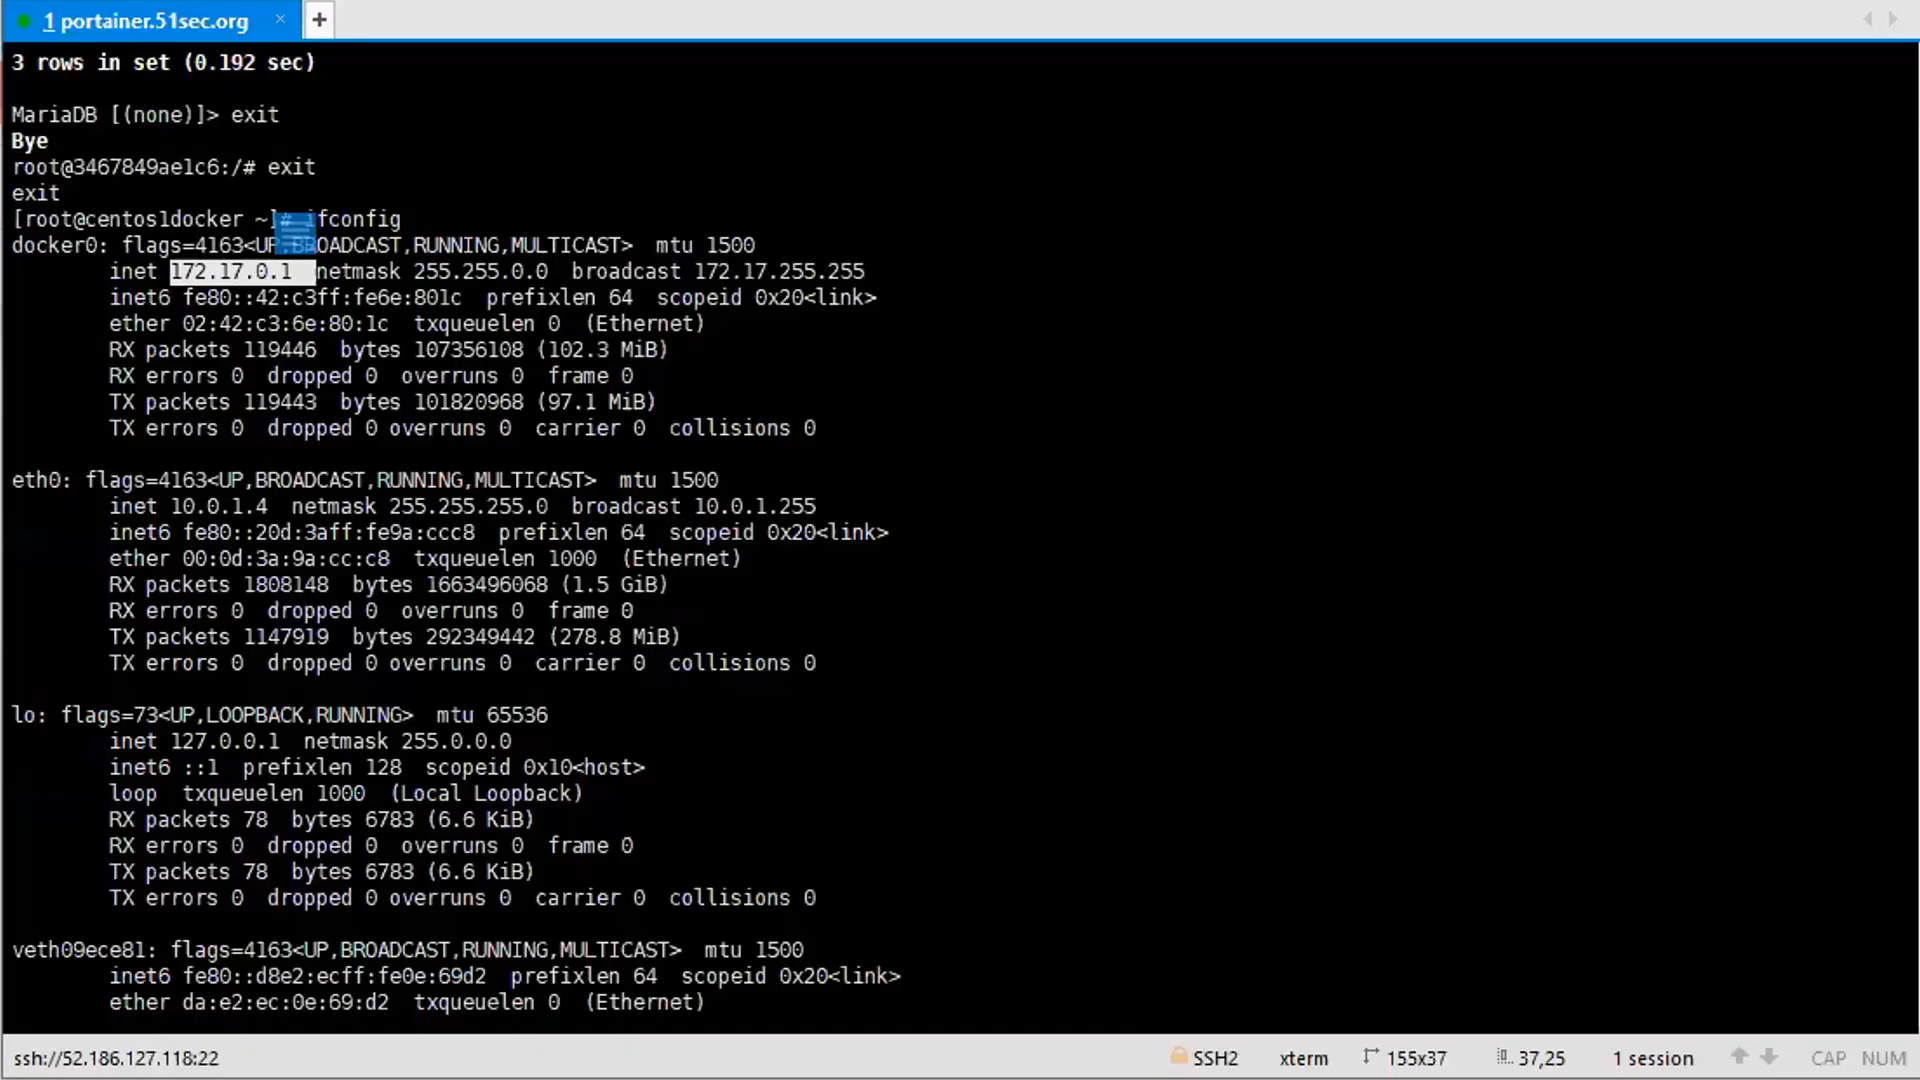 1 portainer.51sec.org × +
3 rows in set (0.192 sec)
MariaDB [(none)]> exit
Bye
root@3467849ae1c6:/# exit
exit
[root@centos1docker ~]# ifconfig
docker0: flags=4163<UP,BROADCAST,RUNNING,MULTICAST>  mtu 1500
inet 172.17.0.1  netmask 255.255.0.0  broadcast 172.17.255.255
inet6 fe80::42:c3ff:fe6e:801c  prefixlen 64  scopeid 0x20<link>
ether 02:42:c3:6e:80:1c  txqueuelen 0  (Ethernet)
RX packets 119446  bytes 107356108 (102.3 MiB)
RX errors 0  dropped 0  overruns 0  frame 0
TX packets 119443  bytes 101820968 (97.1 MiB)
TX errors 0  dropped 0 overruns 0  carrier 0  collisions 0
eth0: flags=4163<UP,BROADCAST,RUNNING,MULTICAST>  mtu 1500
inet 10.0.1.4  netmask 255.255.255.0  broadcast 10.0.1.255
inet6 fe80::20d:3aff:fe9a:ccc8  prefixlen 64  scopeid 0x20<link>
ether 00:0d:3a:9a:cc:c8  txqueuelen 1000  (Ethernet)
RX packets 1808148  bytes 1663496068 (1.5 GiB)
RX errors 0  dropped 0  overruns 0  frame 0
TX packets 1147919  bytes 292349442 (278.8 MiB)
TX errors 0  dropped 0 overruns 0  carrier 0  collisions 0
lo: flags=73<UP,LOOPBACK,RUNNING>  mtu 65536
inet 127.0.0.1  netmask 255.0.0.0
inet6 ::1  prefixlen 128  scopeid 0x10<host>
loop  txqueuelen 1000  (Local Loopback)
RX packets 78  bytes 6783 (6.6 KiB)
RX errors 0  dropped 0  overruns 0  frame 0
TX packets 78  bytes 6783 (6.6 KiB)
TX errors 0  dropped 0 overruns 0  carrier 0  collisions 0
veth09ece81: flags=4163<UP,BROADCAST,RUNNING,MULTICAST>  mtu 1500
inet6 fe80::d8e2:ecff:fe0e:69d2  prefixlen 64  scopeid 0x20<link>
ether da:e2:ec:0e:69:d2  txqueuelen 0  (Ethernet)
ssh://52.186.127.118:22 SSH2 xterm 155x37 37,25 1 session CAP NUM